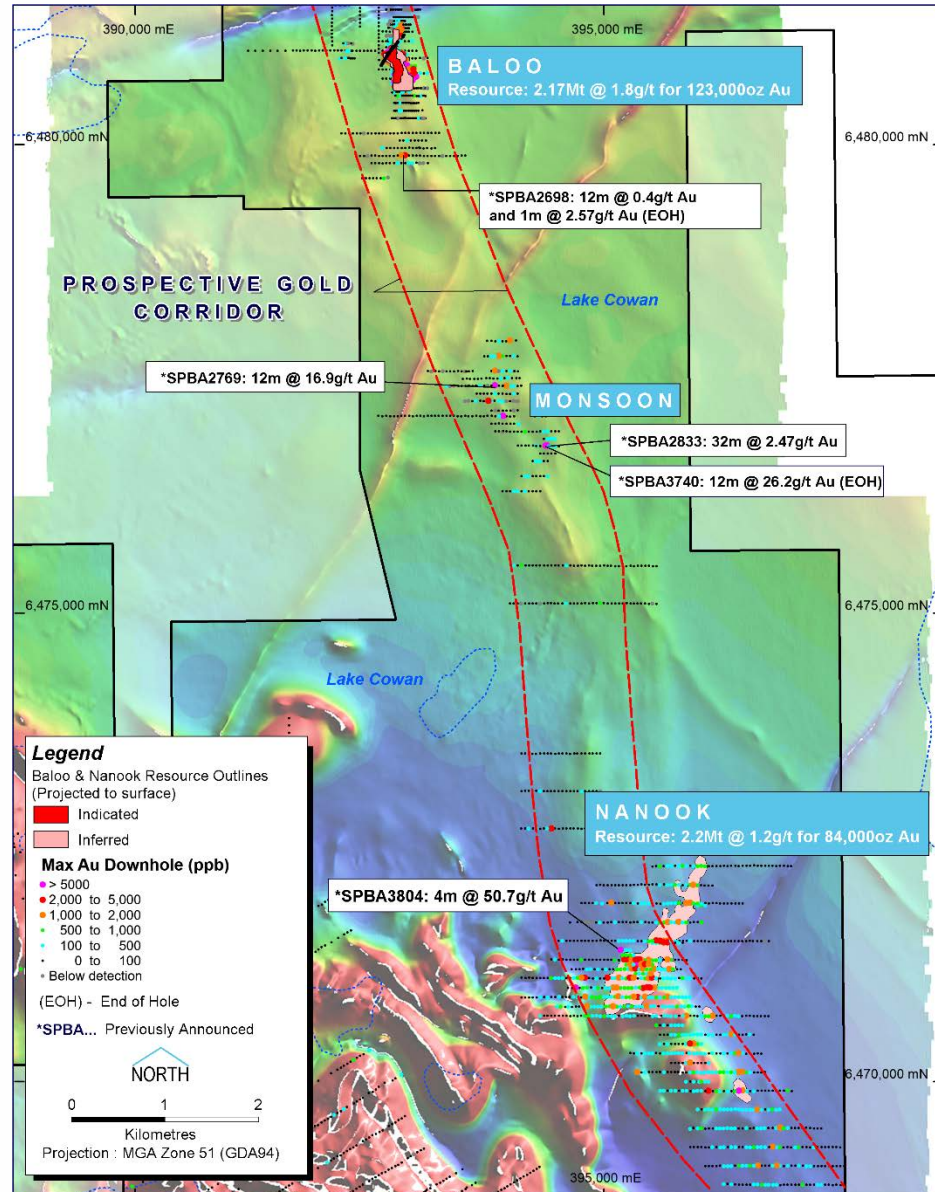 390,000 mE
395,000 mE
BALOO
Resource: 2.17Mt @ 1.8g/t for 123,000oz Au
6,480,000 mN
6,480,000 mN
*SPBA2698: 12m @ 0.4g/t Au
and 1m @ 2.57g/t Au (EOH)
PROSPECTIVE GOLD
CORRIDOR
Lake Cowan
*SPBA2769: 12m @ 16.9g/t Au
MONSOON
*SPBA2833: 32m @ 2.47g/t Au
*SPBA3740: 12m @ 26.2g/t Au (EOH)
6,475,000 mN
6,475,000 mN
Lake Cowan
NANOOK
Resource: 2.2Mt @ 1.2g/t for 84,000oz Au
*SPBA3804: 4m @ 50.7g/t Au
Legend
Baloo & Nanook Resource Outlines
(Projected to surface)
Indicated
Inferred
Max Au Downhole (ppb)
> 5000
2,000 to 5,000
1,000 to 2,000
500 to 1,000
100 to 500
0 to 100
Below detection
(EOH) - End of Hole
*SPBA... Previously Announced
NORTH
0 1 2
Kilometres
Projection : MGA Zone 51 (GDA94)
6,470,000 mN
395,000 mE